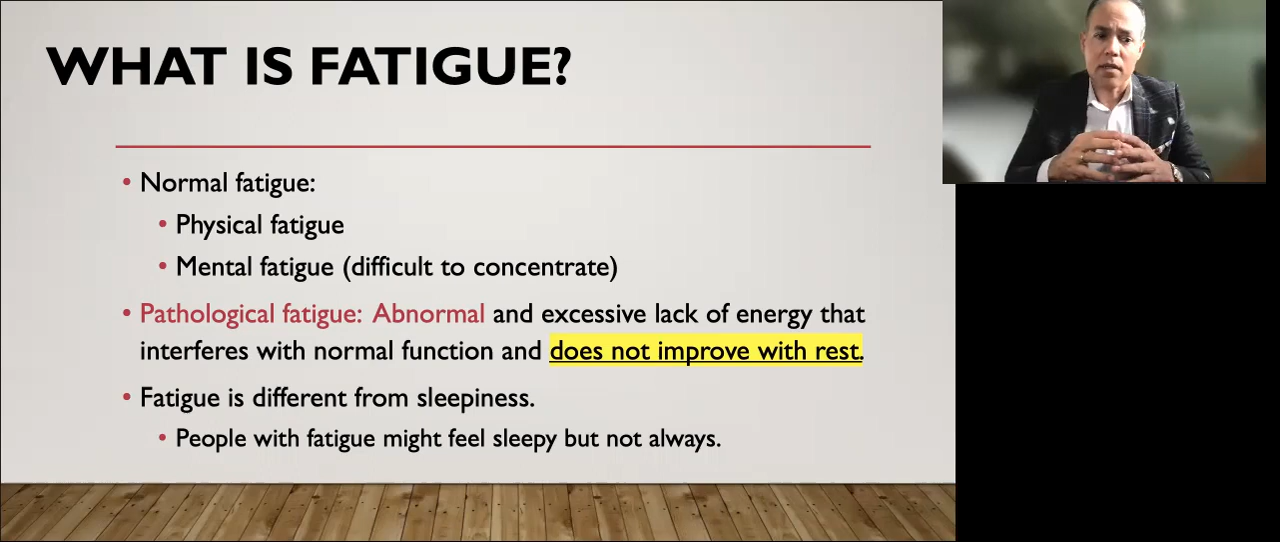 WHAT IS FATIGUE?
• Normal fatigue:
• Physical fatigue
• Mental fatigue (difficult to concentrate)
• Pathological fatigue: Abnormal and excessive lack of energy that
interferes with normal function and does not improve with rest.
• Fatigue is different from sleepiness.
• People with fatigue might feel sleepy but not always.